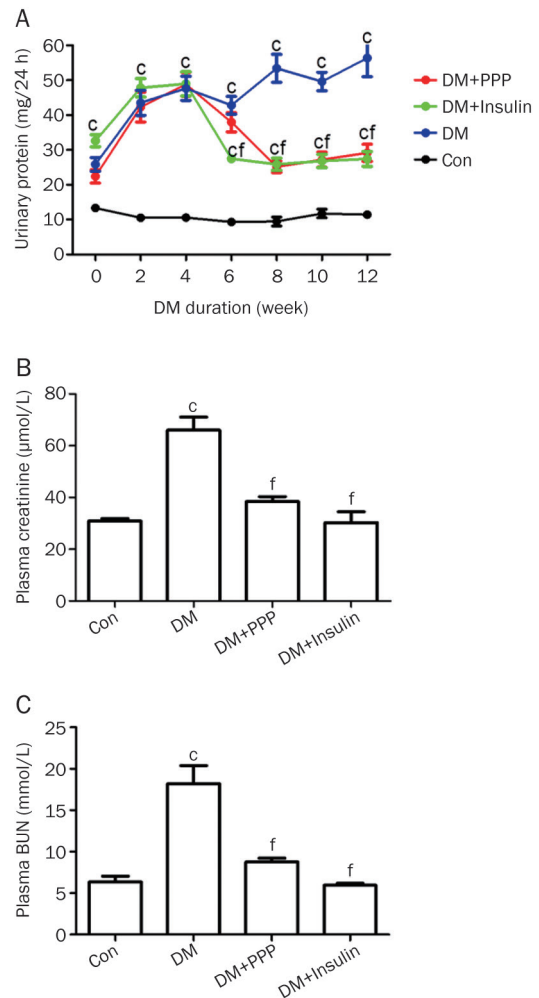 A
Urinary protein (mg/24 h)
60
50
40
30
20
10
0
c
c
c
c
c
c
c
cf
cf
cf
cf
0 2 4 6 8 10 12
DM duration (week)
DM+PPP
DM+Insulin
DM
Con
B
Plasma creatinine (μmol/L)
80
60
40
20
0
c
f
f
Con
DM
DM+PPP
DM+Insulin
C
Plasma BUN (mmol/L)
25
20
15
10
5
0
c
f
f
Con
DM
DM+PPP
DM+Insulin